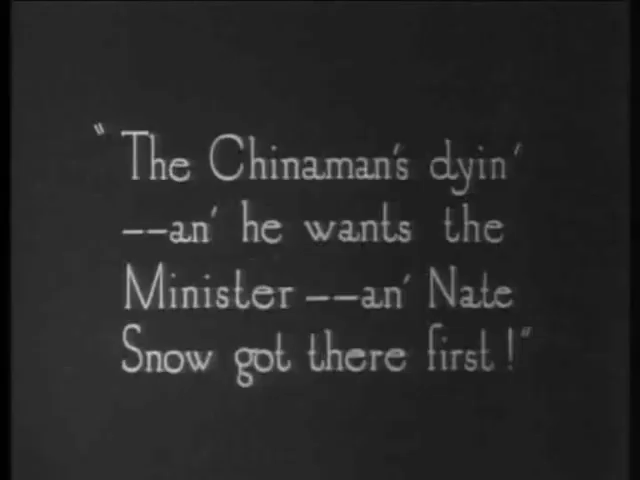 "The Chinaman's dyin'
--an' he wants the
Minister--an' Nate
Snow got there first!"